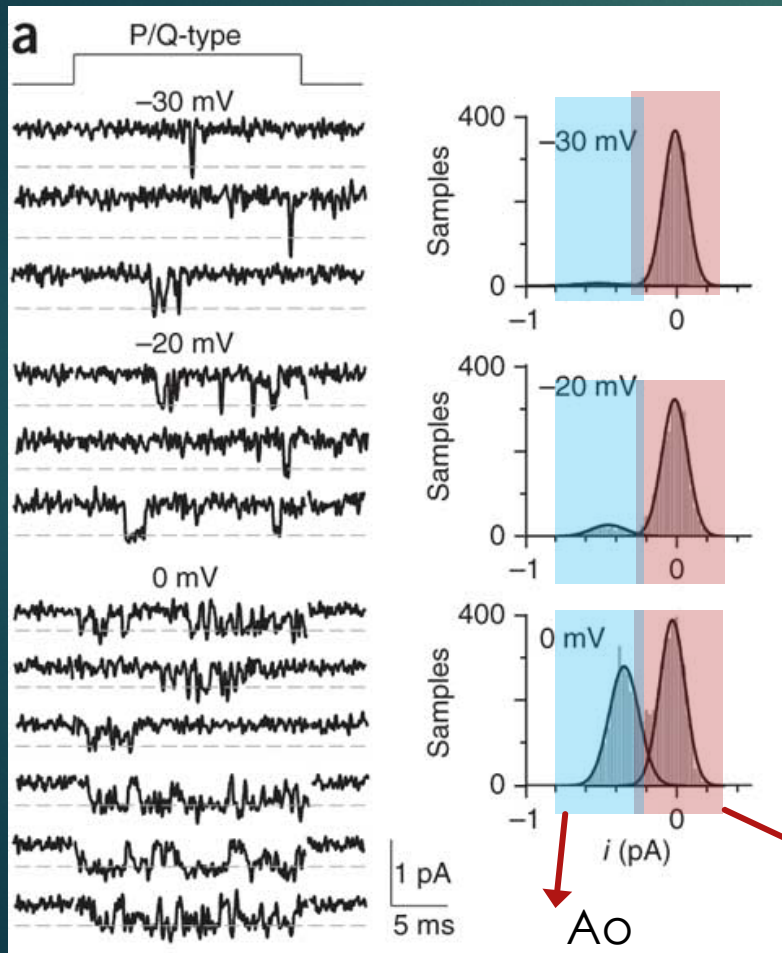 a
P/Q-type
–30 mV
–20 mV
0 mV
1 pA
5 ms
400
–30 mV
Samples
0
–1
0
400
–20 mV
Samples
0
–1
0
400
0 mV
Samples
0
–1
0
i (pA)
Ao